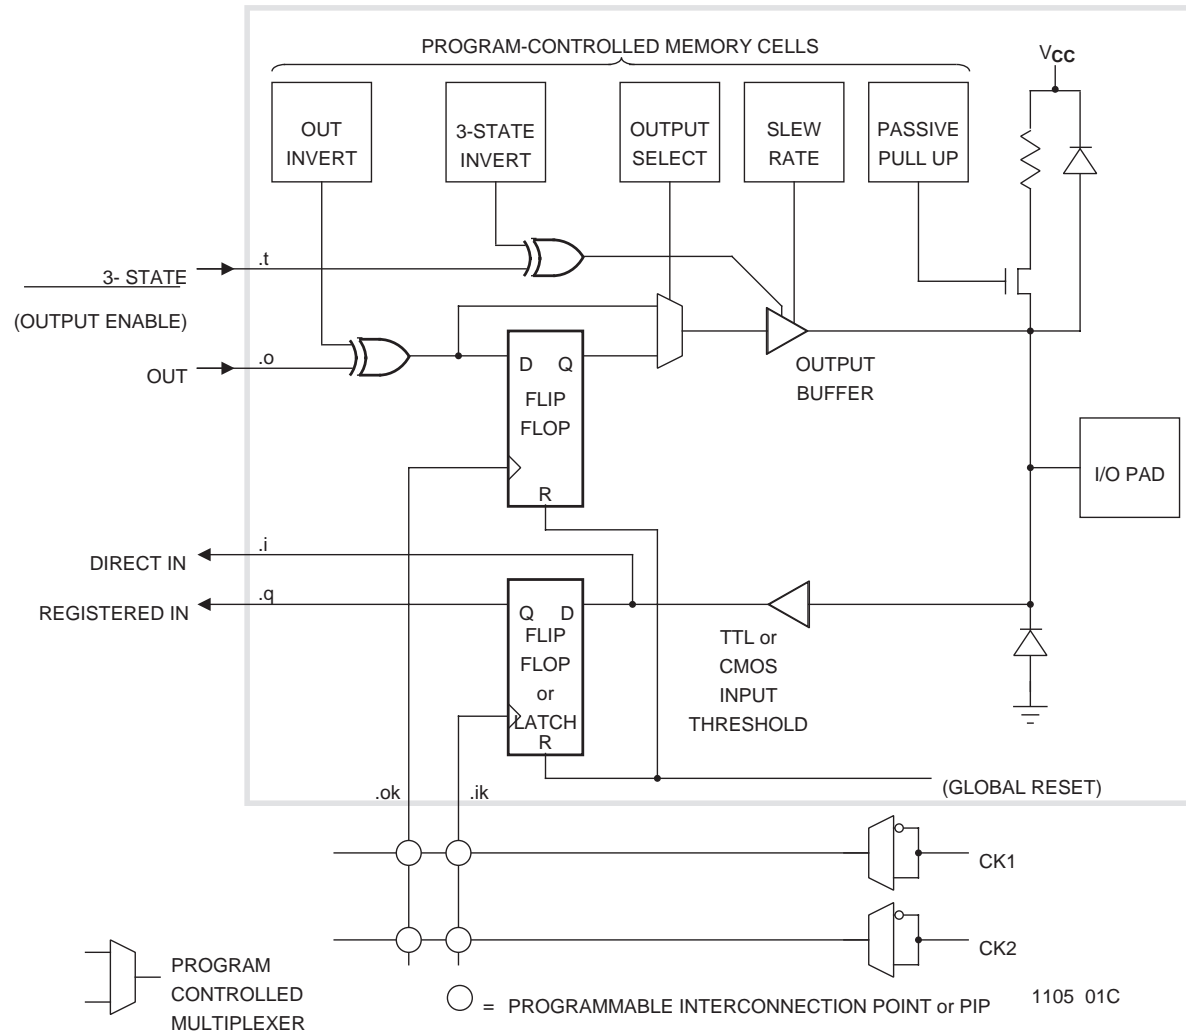 PROGRAM-CONTROLLED MEMORY CELLS
VCC
OUT
INVERT
3-STATE
INVERT
OUTPUT
SELECT
SLEW
RATE
PASSIVE
PULL UP
3- STATE
.t
(OUTPUT ENABLE)
OUT
.o
D Q
FLIP
FLOP
R
OUTPUT
BUFFER
I/O PAD
DIRECT IN
.i
REGISTERED IN
.q
Q D
FLIP
FLOP
or
LATCH
R
TTL or
CMOS
INPUT
THRESHOLD
.ok
.ik
(GLOBAL RESET)
CK1
CK2
PROGRAM
CONTROLLED
MULTIPLEXER
= PROGRAMMABLE INTERCONNECTION POINT or PIP
1105 01C